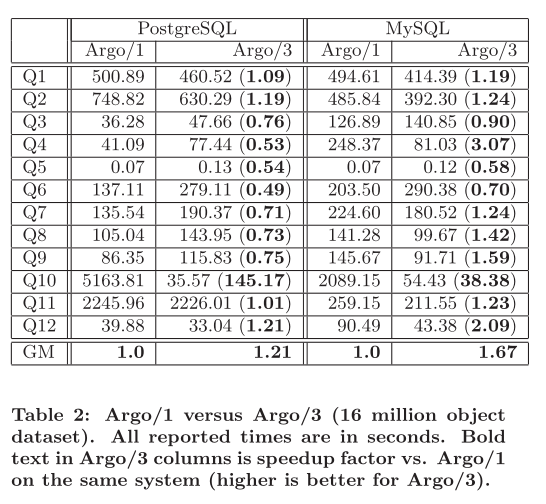 PostgreSQL MySQL
Argo/1 Argo/3 Argo/1 Argo/3
Q1 500.89 460.52 (1.09) 494.61 414.39 (1.19)
Q2 748.82 630.29 (1.19) 485.84 392.30 (1.24)
Q3 36.28 47.66 (0.76) 126.89 140.85 (0.90)
Q4 41.09 77.44 (0.53) 248.37 81.03 (3.07)
Q5 0.07 0.13 (0.54) 0.07 0.12 (0.58)
Q6 137.11 279.11 (0.49) 203.50 290.38 (0.70)
Q7 135.54 190.37 (0.71) 224.60 180.52 (1.24)
Q8 105.04 143.95 (0.73) 141.28 99.67 (1.42)
Q9 86.35 115.83 (0.75) 145.67 91.71 (1.59)
Q10 5163.81 35.57 (145.17) 2089.15 54.43 (38.38)
Q11 2245.96 2226.01 (1.01) 259.15 211.55 (1.23)
Q12 39.88 33.04 (1.21) 90.49 43.38 (2.09)
GM 1.0 1.21 1.0 1.67
Table 2: Argo/1 versus Argo/3 (16 million object
dataset). All reported times are in seconds. Bold
text in Argo/3 columns is speedup factor vs. Argo/1
on the same system (higher is better for Argo/3).